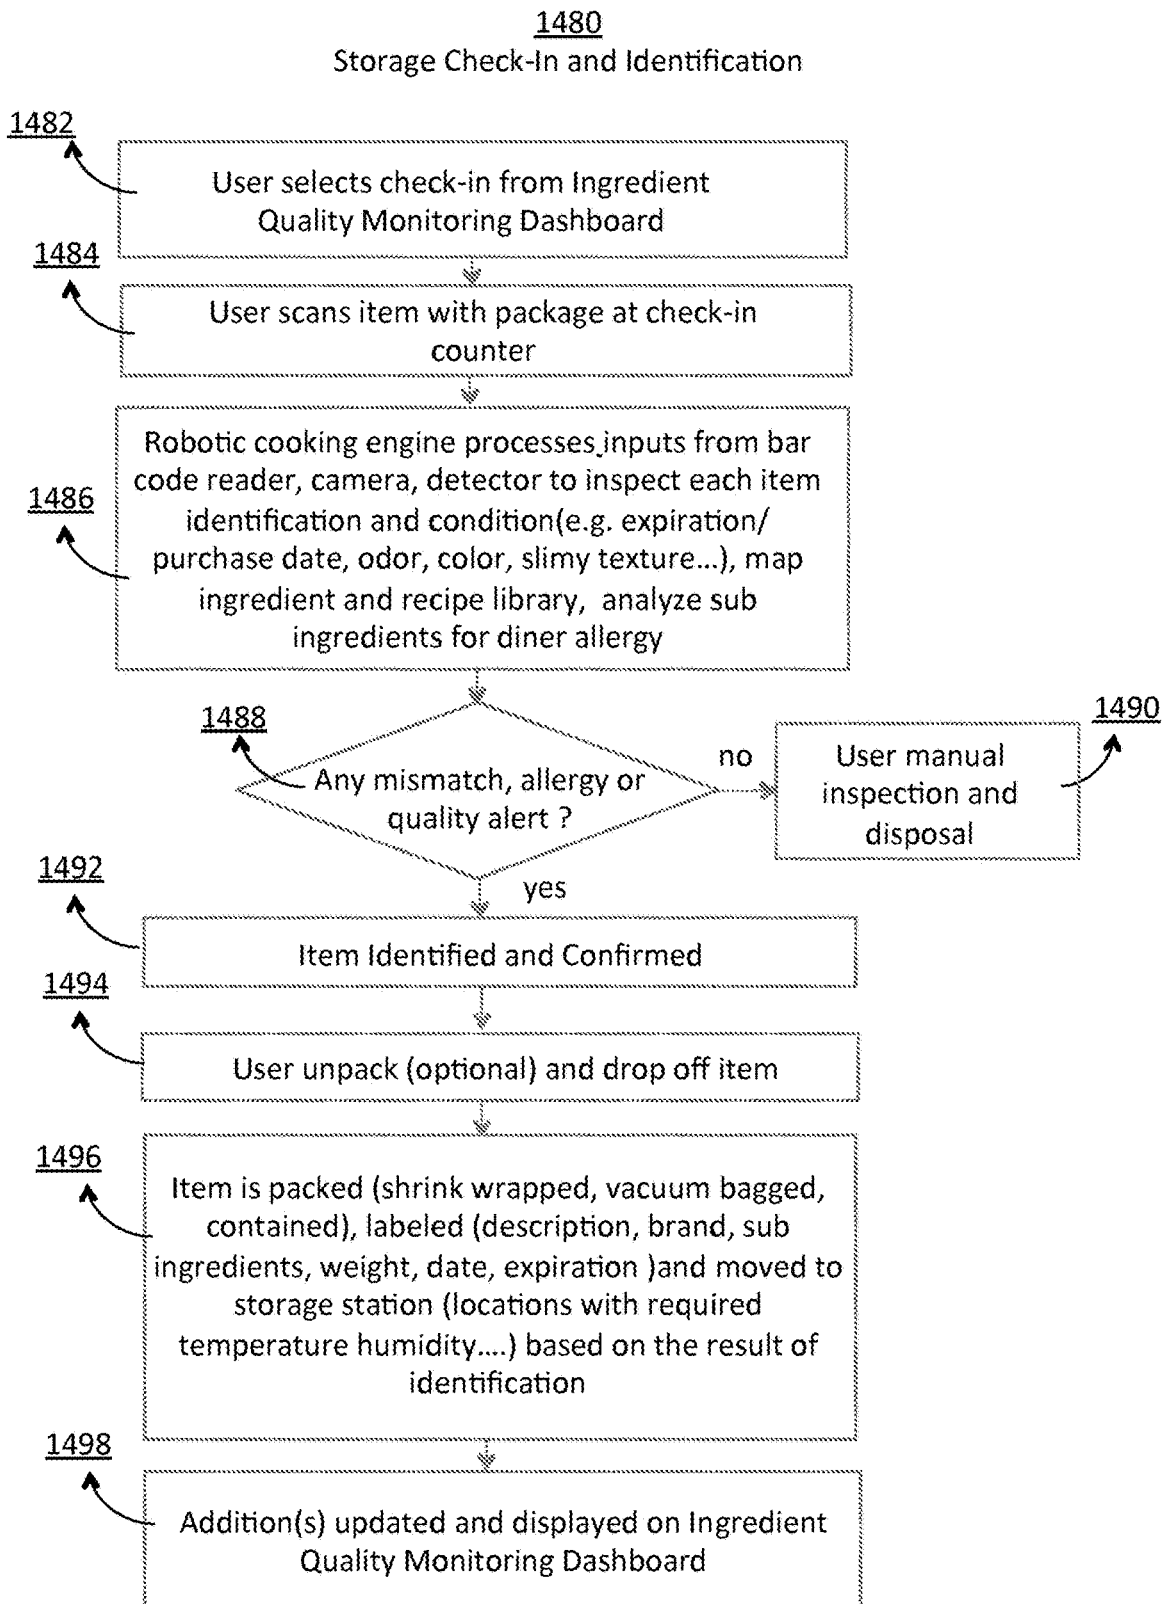 1480
Storage Check-In and Identification
1482
User selects check-in from Ingredient
Quality Monitoring Dashboard
1484
User scans item with package at check-in
counter
1486
Robotic cooking engine processes inputs from bar
code reader, camera, detector to inspect each item
identification and condition(e.g. expiration/
purchase date, odor, color, slimy texture...), map
ingredient and recipe library, analyze sub
ingredients for diner allergy
1488
Any mismatch, allergy or
quality alert ?
no
1490
User manual
inspection and
disposal
yes
1492
Item Identified and Confirmed
1494
User unpack (optional) and drop off item
1496
Item is packed (shrink wrapped, vacuum bagged,
contained), labeled (description, brand, sub
ingredients, weight, date, expiration )and moved to
storage station (locations with required
temperature humidity....) based on the result of
identification
1498
Addition(s) updated and displayed on Ingredient
Quality Monitoring Dashboard